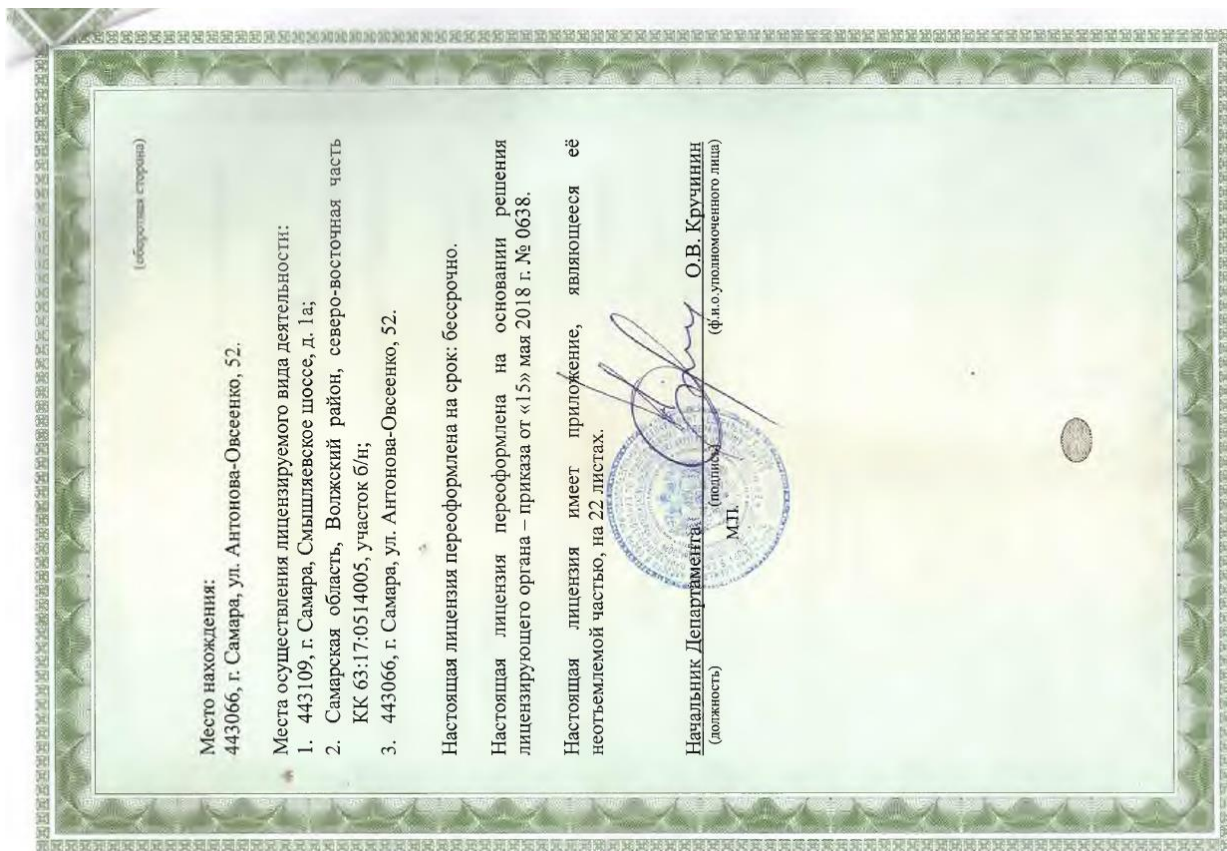 (оборотная сторона)
Место нахождения:
443066, г. Самара, ул. Антонова-Овсеенко, 52.
Места осуществления лицензируемого вида деятельности:
1. 443109, г. Самара, Смышляевское шоссе, д. 1а;
2. Самарская область, Волжский район, северо-восточная часть
КК 63:17:0514005, участок б/н;
3. 443066, г. Самара, ул. Антонова-Овсеенко, 52.
Настоящая лицензия переоформлена на срок: бессрочно.
Настоящая лицензия переоформлена на основании решения
лицензирующего органа – приказа от «15» мая 2018 г. № 0638.
Настоящая лицензия имеет приложение, являющееся её
неотъемлемой частью, на 22 листах.
Начальник Департамента О.В. Кручинин
(должность) (подпись) (ф.и.о.уполномоченного лица)
М.П.